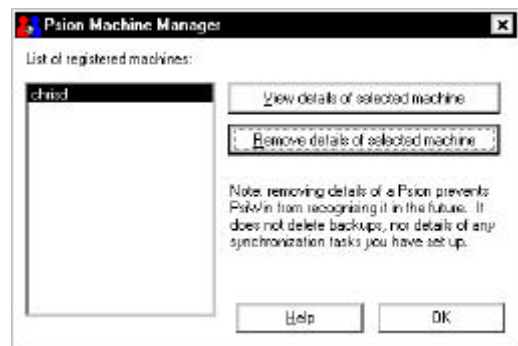 Psion Machine Manager
List of registered machines:
chrisd
View details of selected machine
Remove details of selected machine
Note: removing details of a Psion prevents
PsiWin from recognising it in the future. It
does not delete backups, nor details of any
synchronization tasks you have set up.
Help
OK